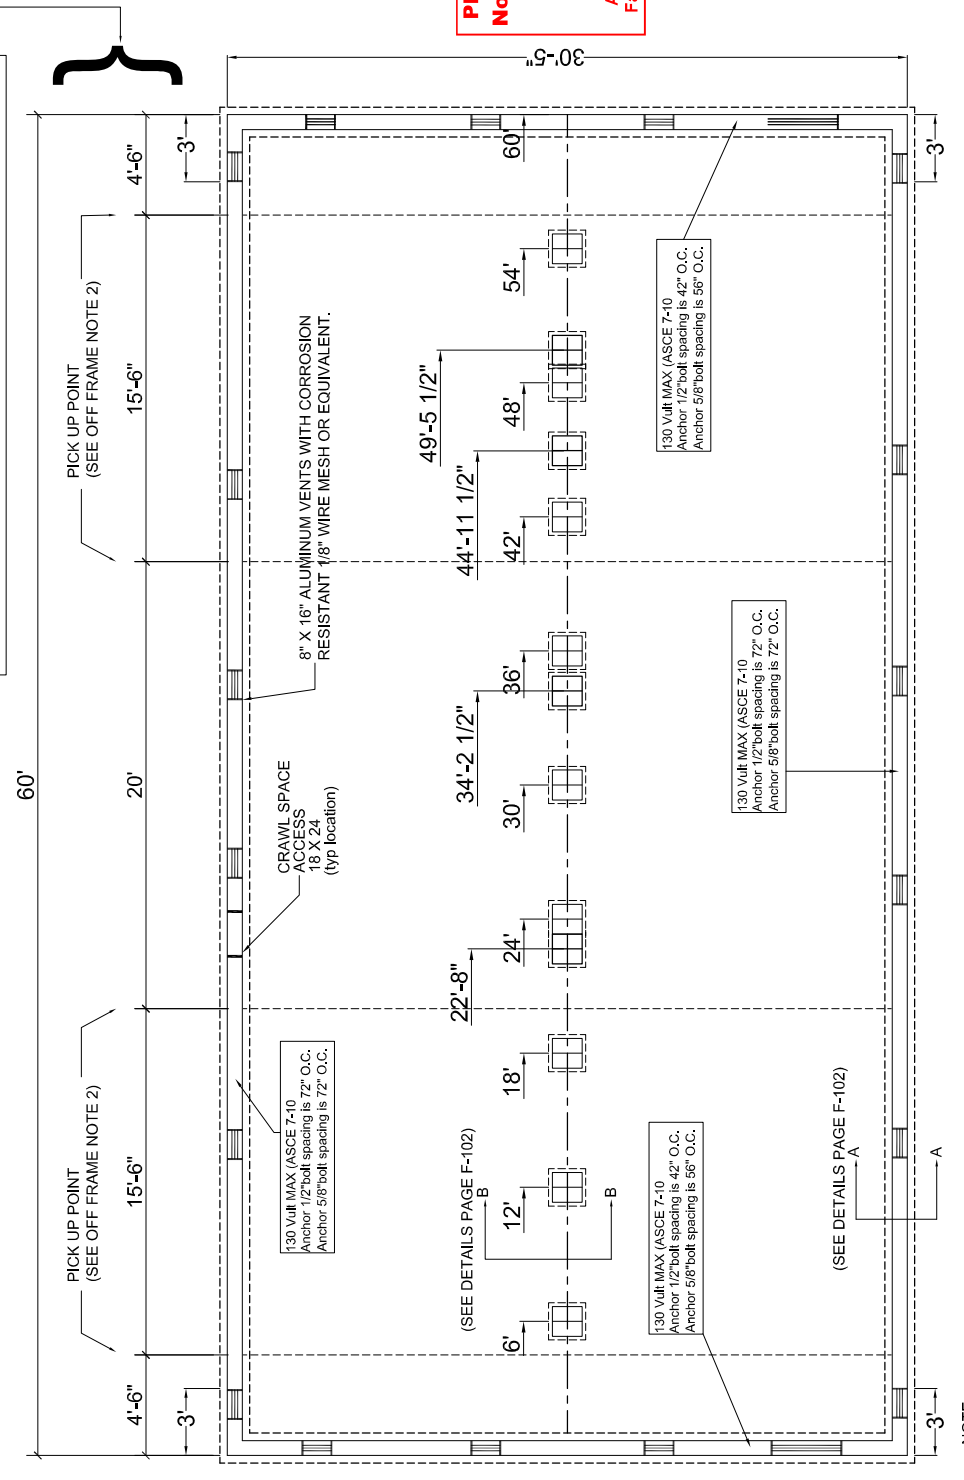 60'
4'-6"
15'-6"
20'
15'-6"
4'-6"
3'
3'
PICK UP POINT
(SEE OFF FRAME NOTE 2)
PICK UP POINT
(SEE OFF FRAME NOTE 2)
130 Vult MAX (ASCE 7-10
Anchor 1/2"bolt spacing is 72" O.C.
Anchor 5/8"bolt spacing is 72" O.C.
CRAWL SPACE
ACCESS
18 X 24
(typ location)
8" X 16" ALUMINUM VENTS WITH CORROSION
RESISTANT 1/8" WIRE MESH OR EQUIVALENT.
22'-8"
34'-2 1/2"
44'-11 1/2"
49'-5 1/2"
6'
12'
18'
24'
30'
36'
42'
48'
54'
60'
30'-5"
(SEE DETAILS PAGE F-102)
B
B
130 Vult MAX (ASCE 7-10
Anchor 1/2"bolt spacing is 42" O.C.
Anchor 5/8"bolt spacing is 56" O.C.
130 Vult MAX (ASCE 7-10
Anchor 1/2"bolt spacing is 72" O.C.
Anchor 5/8"bolt spacing is 72" O.C.
130 Vult MAX (ASCE 7-10
Anchor 1/2"bolt spacing is 42" O.C.
Anchor 5/8"bolt spacing is 56" O.C.
(SEE DETAILS PAGE F-102)
A
A
3'
3'
NOTE